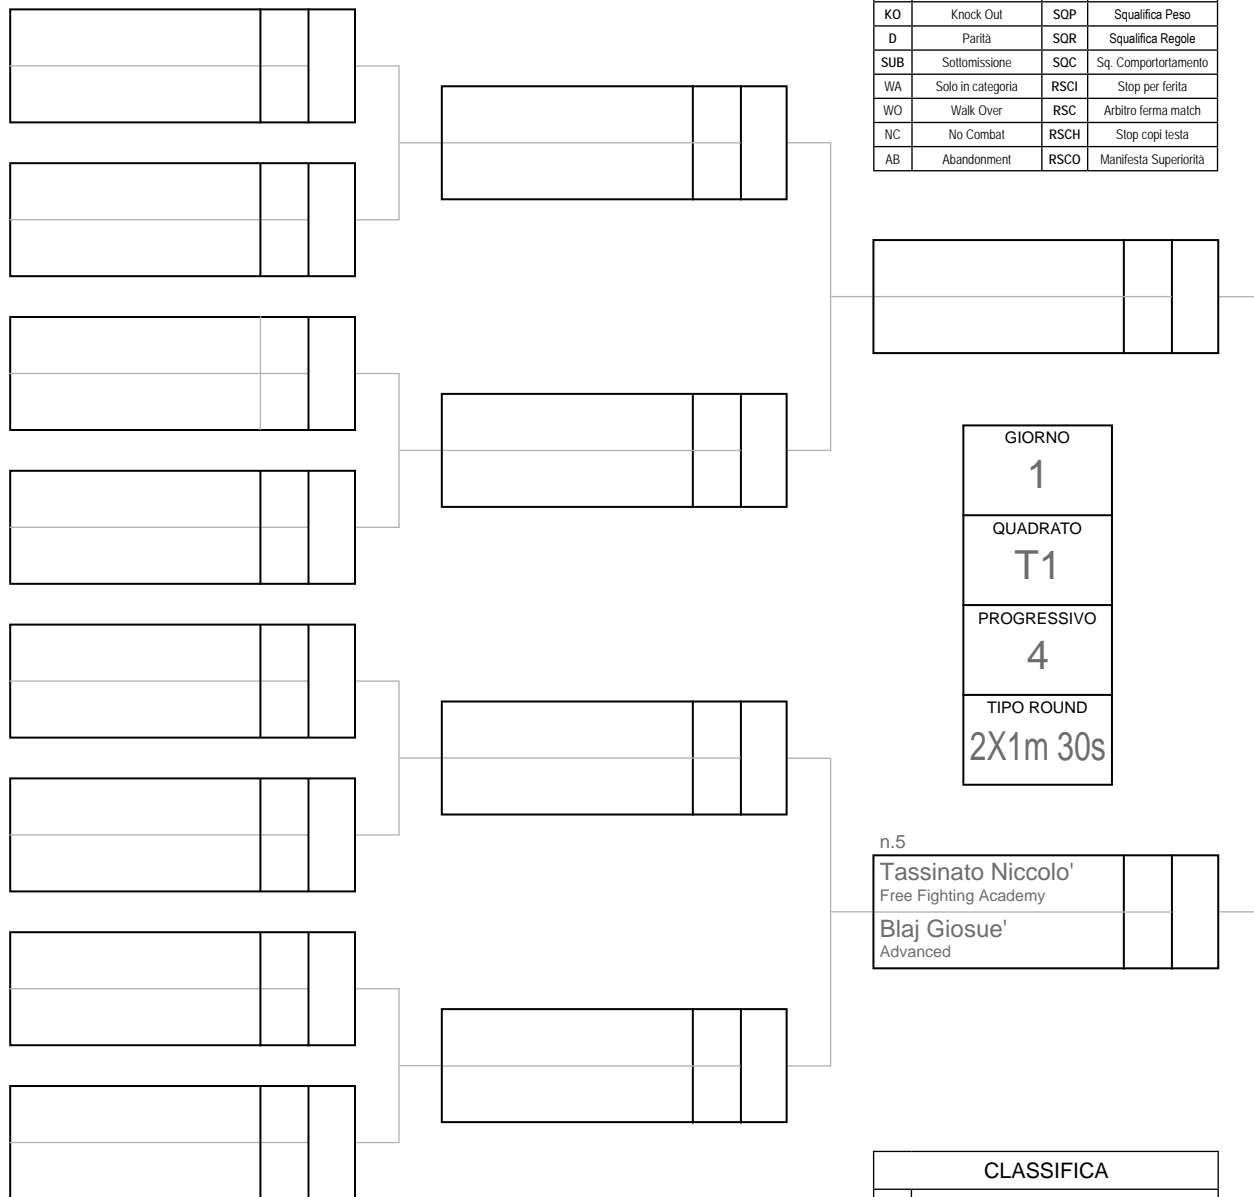 KO Knock Out SQP Squalifica Peso
D Parità SQR Squalifica Regole
SUB Sottomissione SQC Sq. Comportortamento
WA Solo in categoria RSCI Stop per ferita
WO Walk Over RSC Arbitro ferma match
NC No Combat RSCH Stop copi testa
AB Abandonment RSCO Manifesta Superiorità
GIORNO
1
QUADRATO
T1
PROGRESSIVO
4
TIPO ROUND
2X1m 30s
n.5
Tassinato Niccolo'
Free Fighting Academy
Blaj Giosue'
Advanced
CLASSIFICA